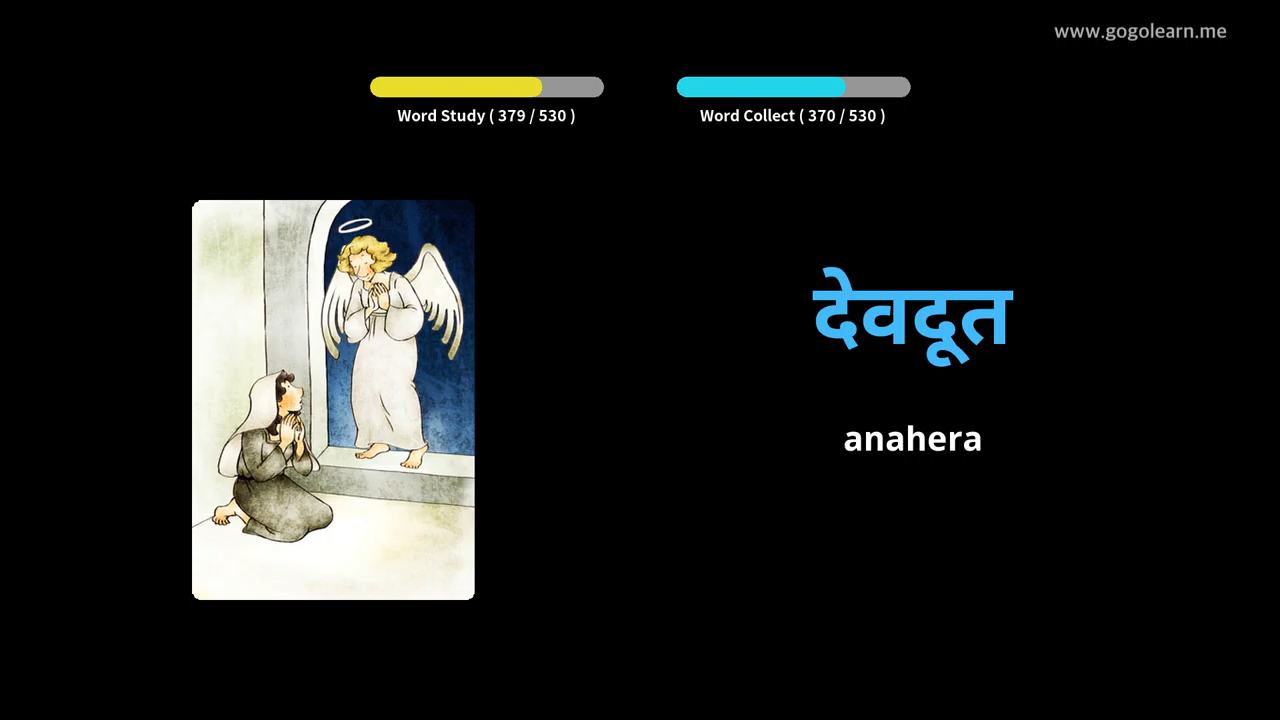 www.gogolearn.me
Word Study ( 379 / 530 )
Word Collect ( 370 / 530 )
देवदूत
anahera